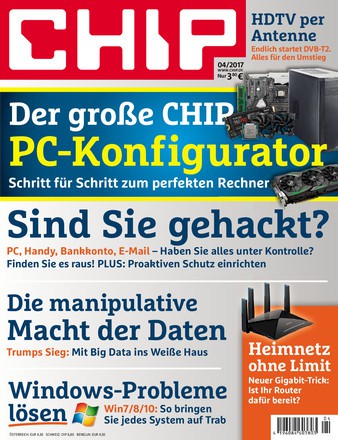 CHIP
HDTV per
Antenne
Endlich startet DVB-T2.
Alles für den Umstieg
04/2017
WWW.CHIP.DE
Nur 3,80 €
Der große CHIP
PC-Konfigurator
Schritt für Schritt zum perfekten Rechner
Sind Sie gehackt?
PC, Handy, Bankkonto, E-Mail – Haben Sie alles unter Kontrolle?
Finden Sie es raus! PLUS: Proaktiven Schutz einrichten
Die manipulative
Macht der Daten
Trumps Sieg: Mit Big Data ins Weiße Haus
Heimnetz
ohne Limit
Neuer Gigabit-Trick:
Ist Ihr Router
dafür bereit?
Windows-Probleme
lösen
Win7/8/10: So bringen
Sie jedes System auf Trab